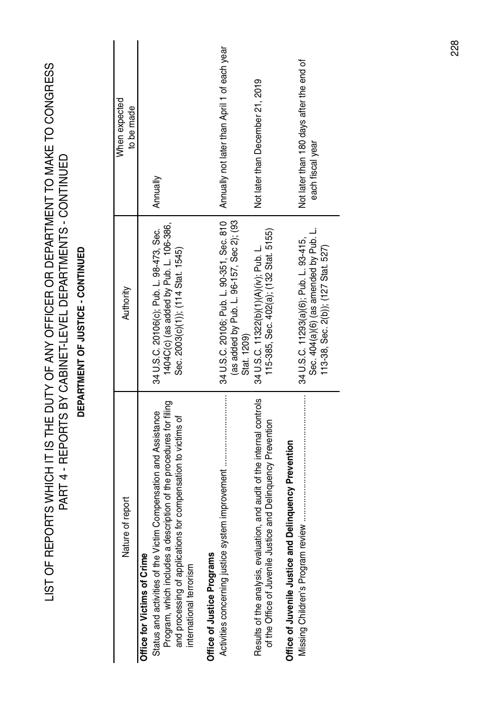 LIST OF REPORTS WHICH IT IS THE DUTY OF ANY OFFICER OR DEPARTMENT TO MAKE TO CONGRESS
PART 4 - REPORTS BY CABINET-LEVEL DEPARTMENTS - CONTINUED
DEPARTMENT OF JUSTICE - CONTINUED
Nature of report
Authority
When expected
to be made
Office for Victims of Crime
Status and activities of the Victim Compensation and Assistance
Program, which includes a description of the procedures for filing
and processing of applications for compensation to victims of
international terrorism
34 U.S.C. 20106(c); Pub. L. 98-473, Sec.
1404C(c) (as added by Pub. L. 106-386,
Sec. 2003(c)(1)); (114 Stat. 1545)
Annually
Office of Justice Programs
Activities concerning justice system improvement ............................
34 U.S.C. 20106; Pub. L. 90-351, Sec. 810
(as added by Pub. L. 96-157, Sec 2); (93
Stat. 1209)
Annually not later than April 1 of each year
Results of the analysis, evaluation, and audit of the internal controls
of the Office of Juvenile Justice and Delinquency Prevention
34 U.S.C. 11322(b)(1)(A)(iv); Pub. L.
115-385, Sec. 402(a); (132 Stat. 5155)
Not later than December 21, 2019
Office of Juvenile Justice and Delinquency Prevention
Missing Children's Program review ................................................
34 U.S.C. 11293(a)(6); Pub. L. 93-415,
Sec. 404(a)(6) (as amended by Pub. L.
113-38, Sec. 2(b)); (127 Stat. 527)
Not later than 180 days after the end of
each fiscal year
228